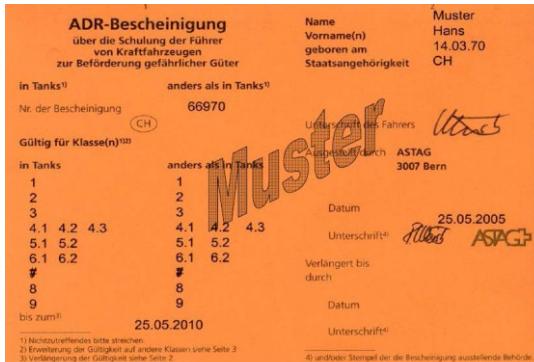 ADR-Bescheinigung
über die Schulung der Führer
von Kraftfahrzeugen
zur Beförderung gefährlicher Güter
in Tanks1) anders als in Tanks1)
Nr. der Bescheinigung 66970
CH
Gültig für Klasse(n)1)2)
in Tanks anders als in Tanks
1 1
2 2
3 3
4.1 4.2 4.3 4.1 4.2 4.3
5.1 5.2 5.1 5.2
6.1 6.2 6.1 6.2
# #
8 8
9 9
bis zum3)
25.05.2010
1) Nichtzutreffendes bitte streichen.
2) Erweiterung der Gültigkeit auf andere Klassen siehe Seite 3
3) Verlängerung der Gültigkeit siehe Seite 2
Muster
Name Muster
Vorname(n) Hans
geboren am 14.03.70
Staatsangehörigkeit CH
Unterschrift des Fahrers
Ausgestellt durch ASTAG
3007 Bern
Datum 25.05.2005
Unterschrift4) ASTAG
Verlängert bis
durch
Datum
Unterschrift4)
4) und/oder Stempel der die Bescheinigung ausstellende Behörde